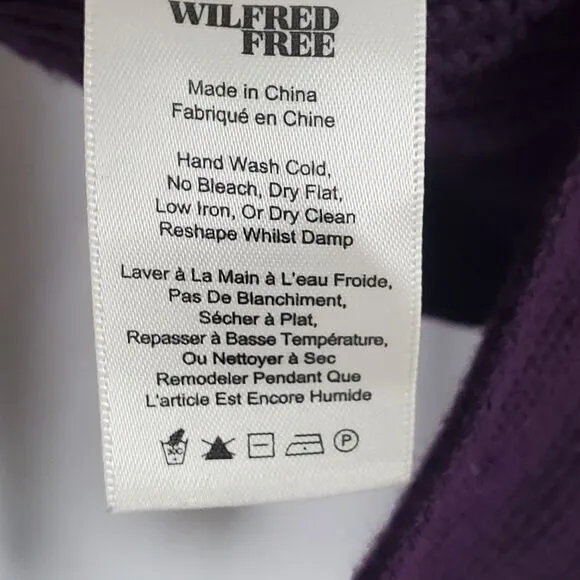 WILFRED
FREE
Made in China
Fabriqué en Chine
Hand Wash Cold,
No Bleach, Dry Flat,
Low Iron, Or Dry Clean
Reshape Whilst Damp
Laver à La Main à L'eau Froide,
Pas De Blanchiment,
Sécher à Plat,
Repasser à Basse Température,
Ou Nettoyer à Sec
Remodeler Pendant Que
L'article Est Encore Humide
P